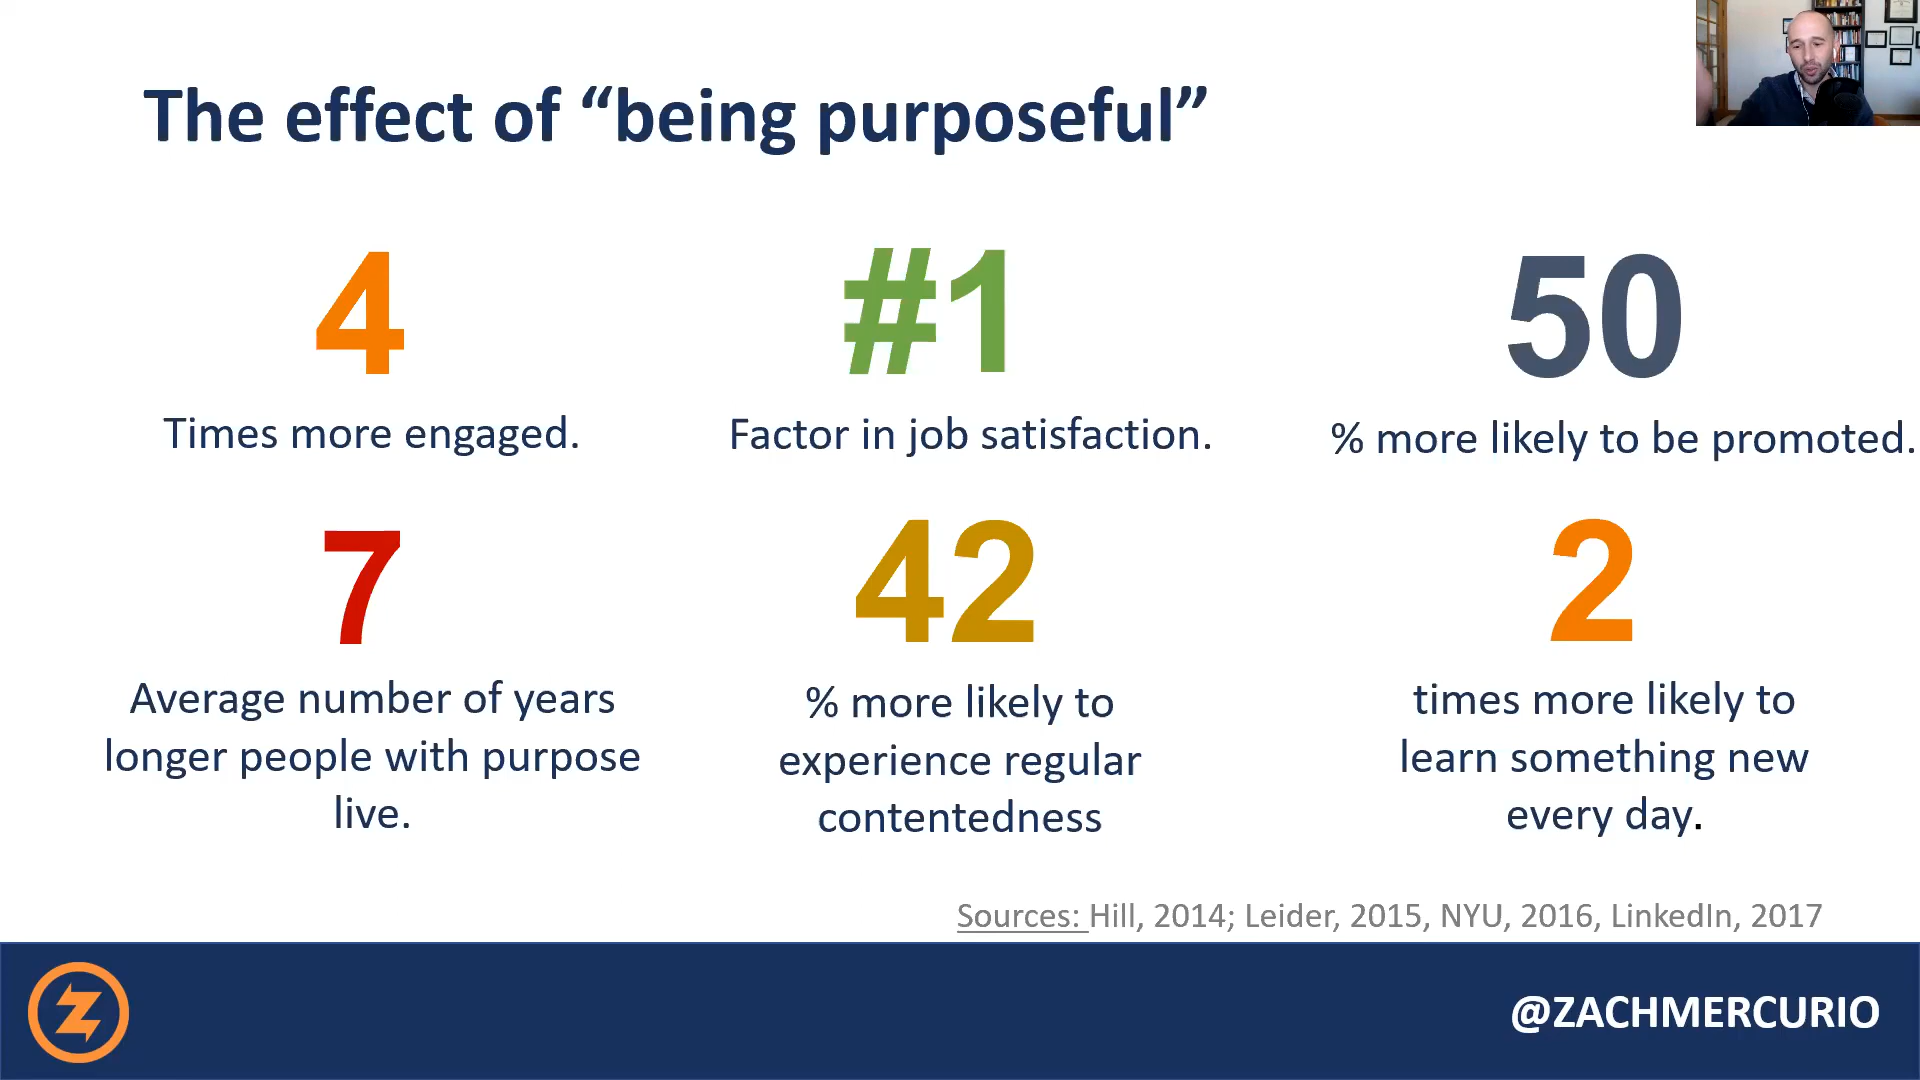 The effect of “being purposeful”
4
Times more engaged.
#1
Factor in job satisfaction.
50
% more likely to be promoted.
7
Average number of years
longer people with purpose
live.
42
% more likely to
experience regular
contentedness
2
times more likely to
learn something new
every day.
Sources: Hill, 2014; Leider, 2015, NYU, 2016, LinkedIn, 2017
@ZACHMERCURIO